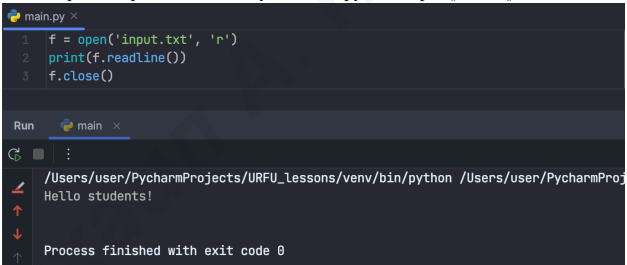 main.py ×
1 f = open('input.txt', 'r')
2 print(f.readline())
3 f.close()
Run main ×
/Users/user/PycharmProjects/URFU_lessons/venv/bin/python /Users/user/PycharmProj
Hello students!
Process finished with exit code 0